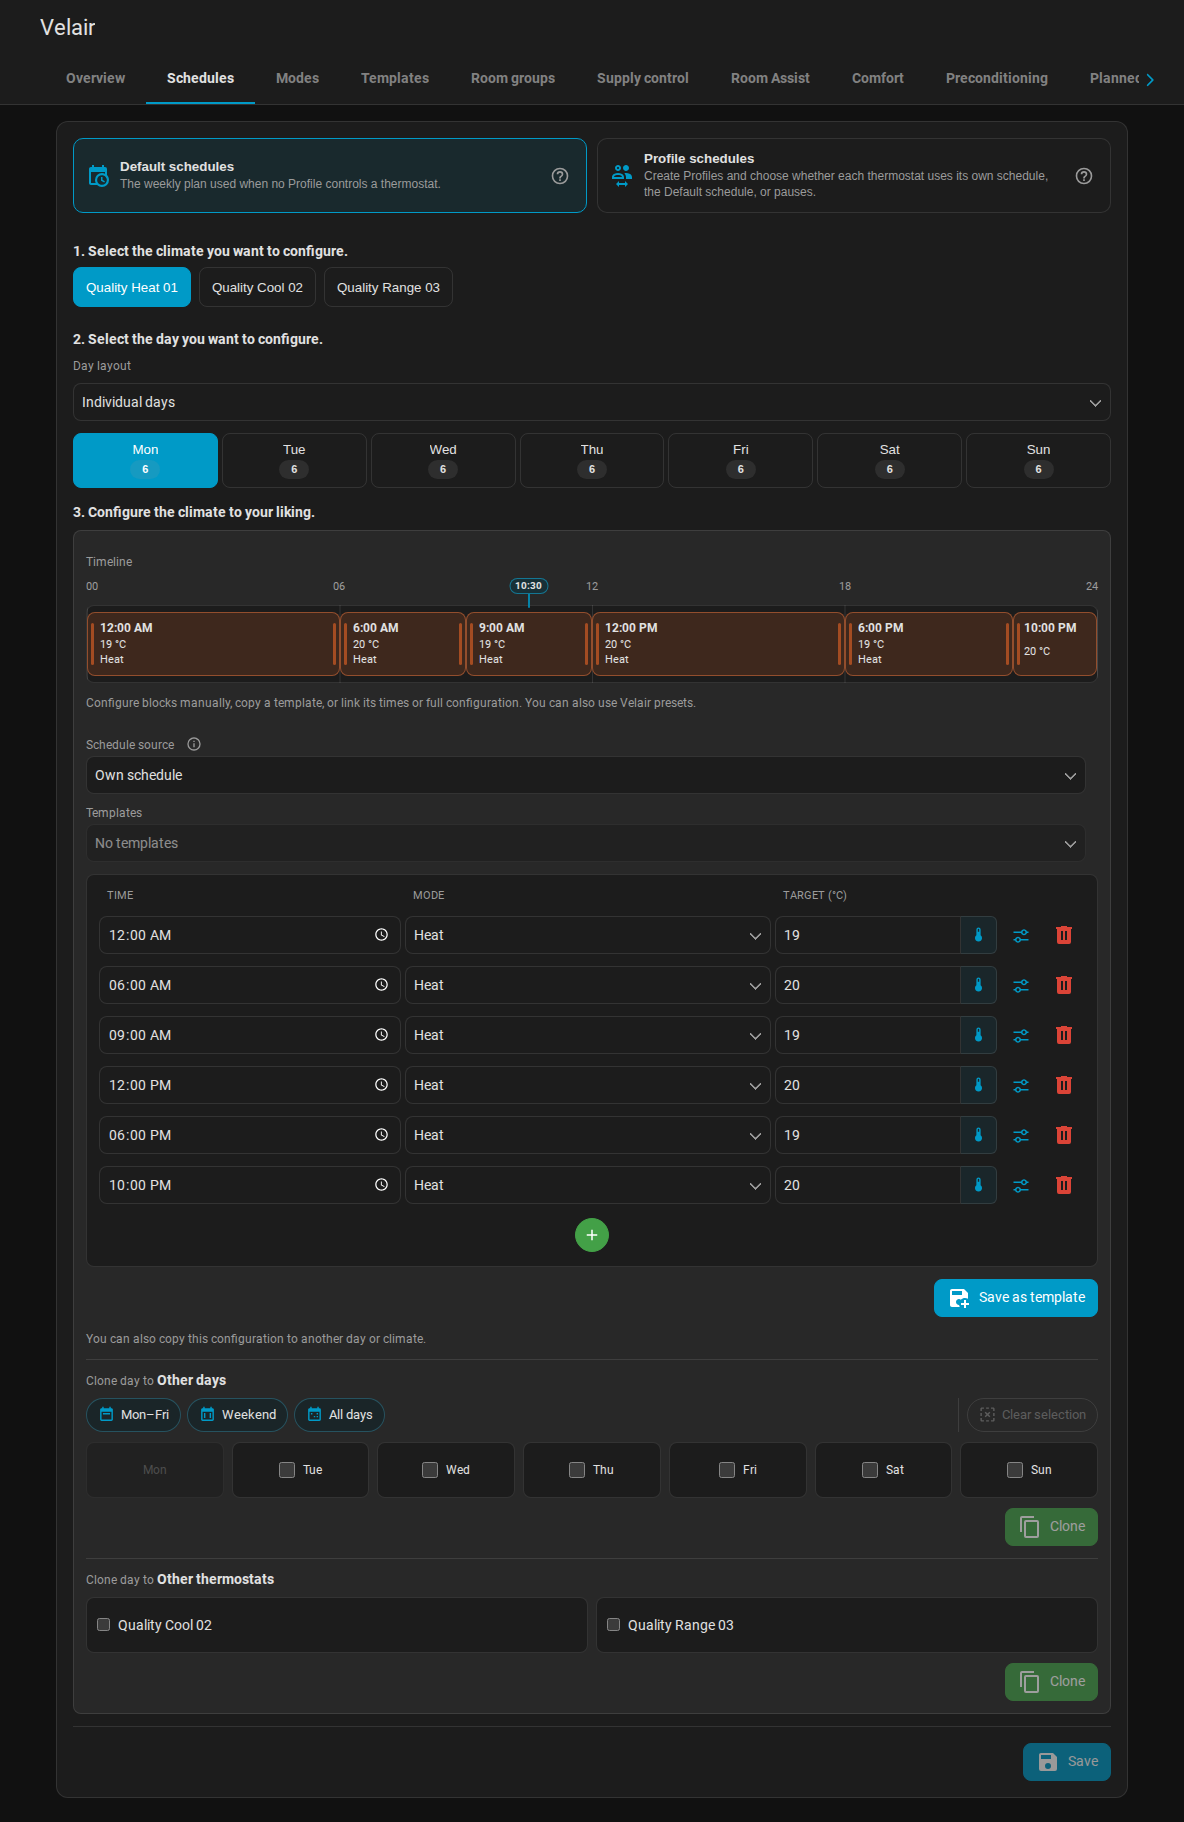 Velair
Overview Schedules Modes Templates Room groups Supply control Room Assist Comfort Preconditioning Planned
Default schedules
The weekly plan used when no Profile controls a thermostat.
Profile schedules
Create Profiles and choose whether each thermostat uses its own schedule,
the Default schedule, or pauses.
1. Select the climate you want to configure.
Quality Heat 01 Quality Cool 02 Quality Range 03
2. Select the day you want to configure.
Day layout
Individual days
Mon Tue Wed Thu Fri Sat Sun
6 6 6 6 6 6 6
3. Configure the climate to your liking.
Timeline
00 06 10:30 12 18 24
12:00 AM 6:00 AM 9:00 AM 12:00 PM 6:00 PM 10:00 PM
19 °C 20 °C 19 °C 20 °C 19 °C 20 °C
Heat Heat Heat Heat Heat
Configure blocks manually, copy a template, or link its times or full configuration. You can also use Velair presets.
Schedule source
Own schedule
Templates
No templates
TIME MODE TARGET (°C)
12:00 AM Heat 19
06:00 AM Heat 20
09:00 AM Heat 19
12:00 PM Heat 20
06:00 PM Heat 19
10:00 PM Heat 20
Save as template
You can also copy this configuration to another day or climate.
Clone day to Other days
Mon–Fri Weekend All days Clear selection
Mon Tue Wed Thu Fri Sat Sun
Clone
Clone day to Other thermostats
Quality Cool 02 Quality Range 03
Clone
Save